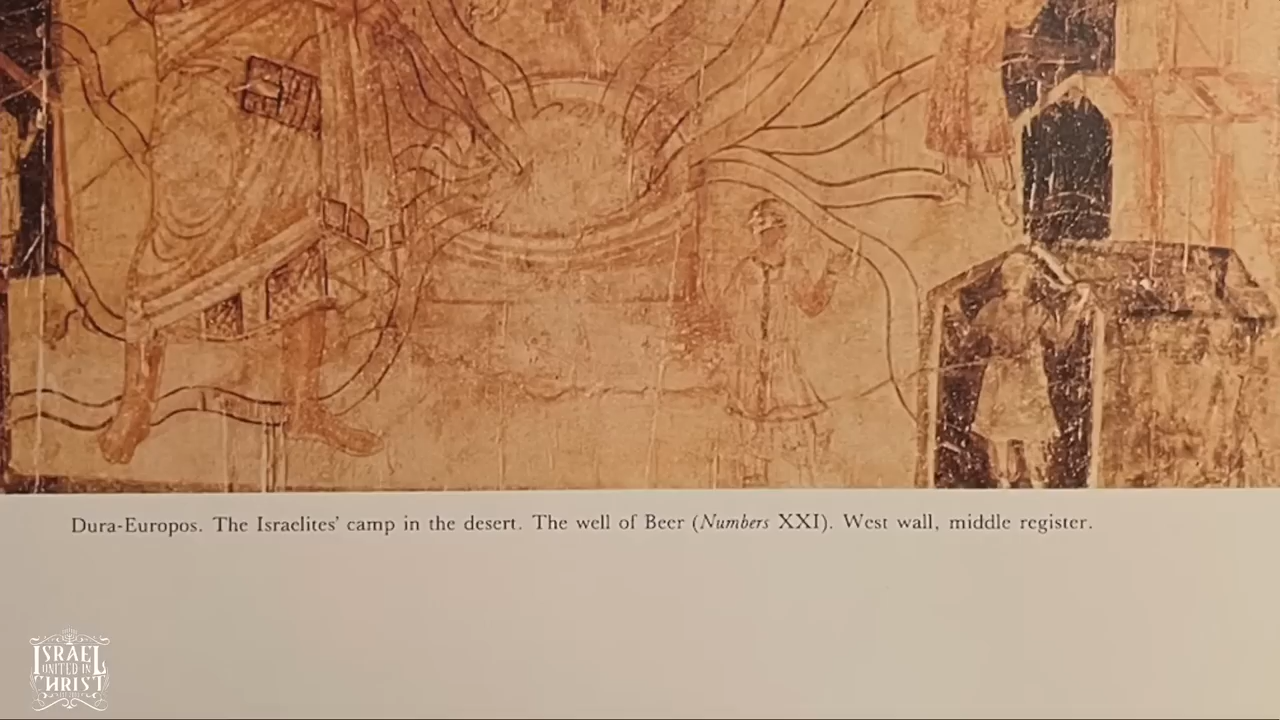 Dura-Europos. The Israelites' camp in the desert. The well of Beer (Numbers XXI). West wall, middle register.
ISRAEL
UNITED IN
CHRIST